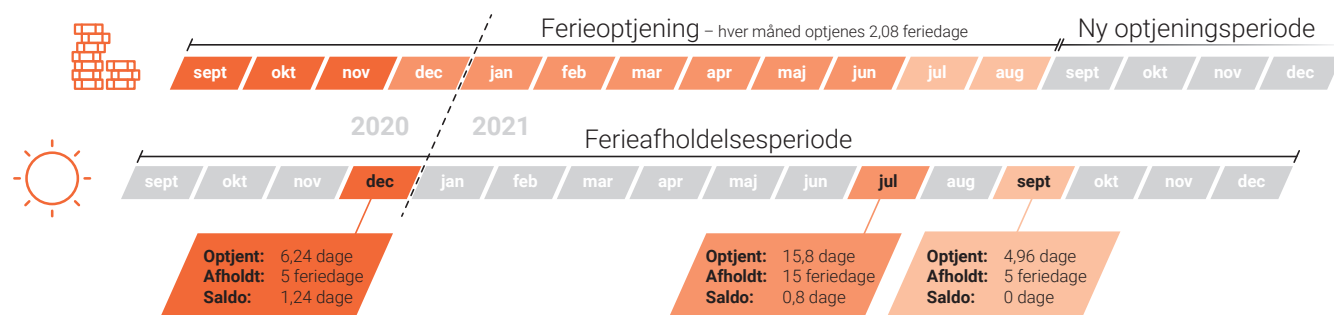 Ferieoptjening – hver måned optjenes 2,08 feriedage
Ny optjeningsperiode
sept okt nov dec jan feb mar apr maj jun jul aug sept okt nov dec
2020 2021
Ferieafholdelsesperiode
sept okt nov dec jan feb mar apr maj jun jul aug sept okt nov dec
Optjent: 6,24 dage
Afholdt: 5 feriedage
Saldo: 1,24 dage
Optjent: 15,8 dage
Afholdt: 15 feriedage
Saldo: 0,8 dage
Optjent: 4,96 dage
Afholdt: 5 feriedage
Saldo: 0 dage